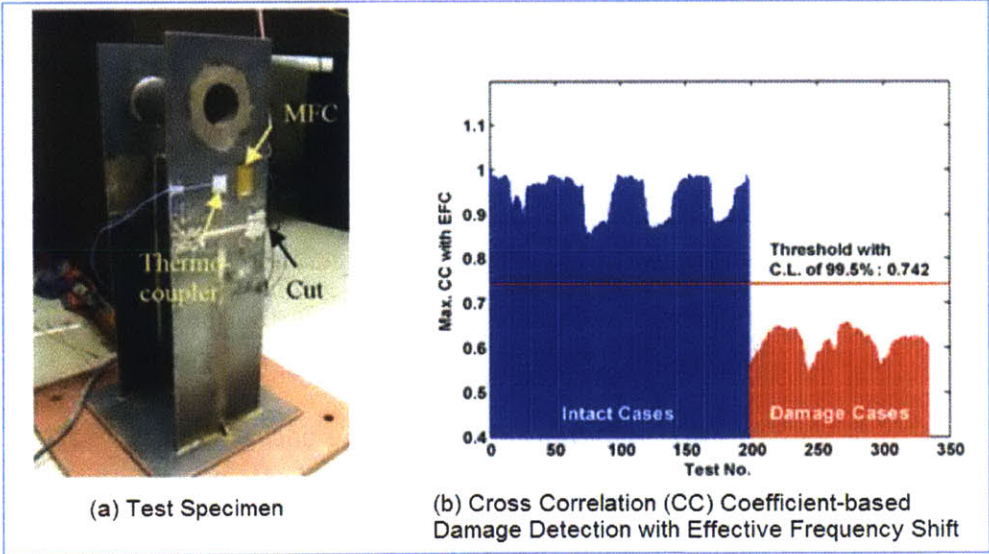 MFC
Thermo-
coupler
Cut
(a) Test Specimen
Max. CC with EFC
1.1
1
0.9
0.8
0.7
0.6
0.5
0.4
Threshold with
C.L. of 99.5% : 0.742
Intact Cases
Damage Cases
0
50
100
150
200
250
300
350
Test No.
(b) Cross Correlation (CC) Coefficient-based
Damage Detection with Effective Frequency Shift